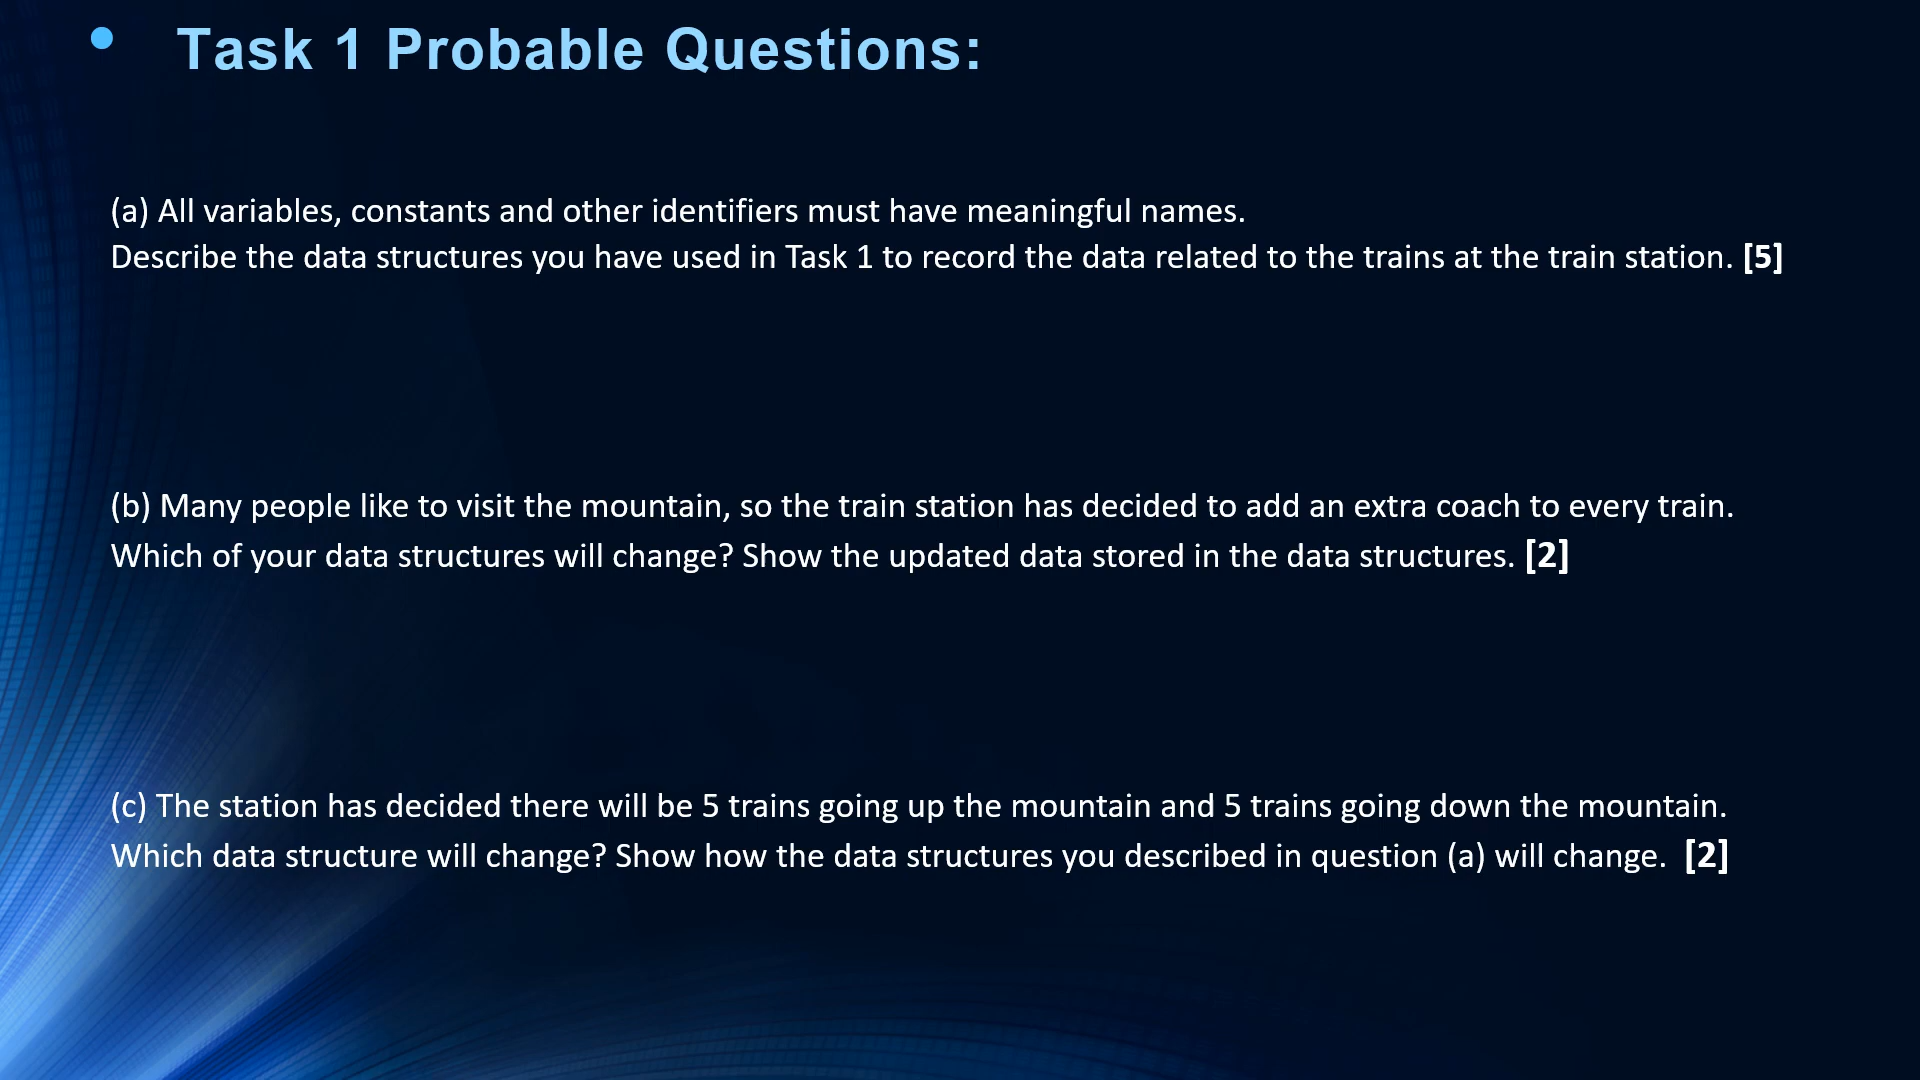 • Task 1 Probable Questions:
(a) All variables, constants and other identifiers must have meaningful names.
Describe the data structures you have used in Task 1 to record the data related to the trains at the train station. [5]
(b) Many people like to visit the mountain, so the train station has decided to add an extra coach to every train.
Which of your data structures will change? Show the updated data stored in the data structures. [2]
(c) The station has decided there will be 5 trains going up the mountain and 5 trains going down the mountain.
Which data structure will change? Show how the data structures you described in question (a) will change. [2]